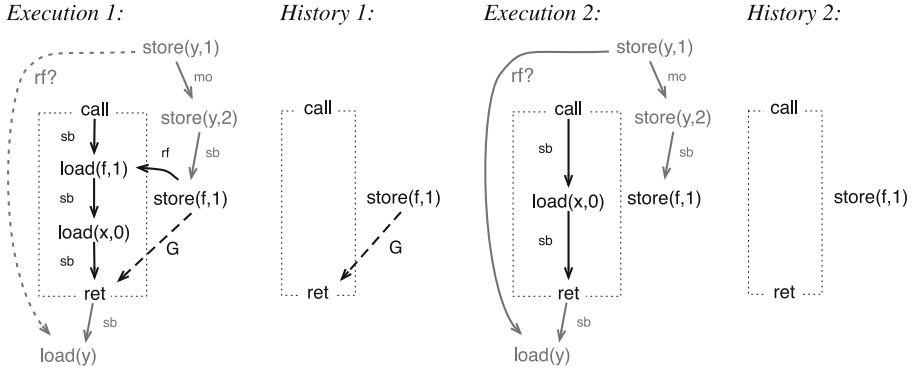 Execution 1:
History 1:
Execution 2:
History 2:
store(y,1)
rf?
mo
call
store(y,2)
sb
rf
sb
load(f,1)
store(f,1)
sb
load(x,0)
G
sb
ret
sb
load(y)
call
store(f,1)
G
ret
store(y,1)
rf?
mo
call
store(y,2)
sb
sb
load(x,0)
store(f,1)
sb
ret
sb
load(y)
call
store(f,1)
ret